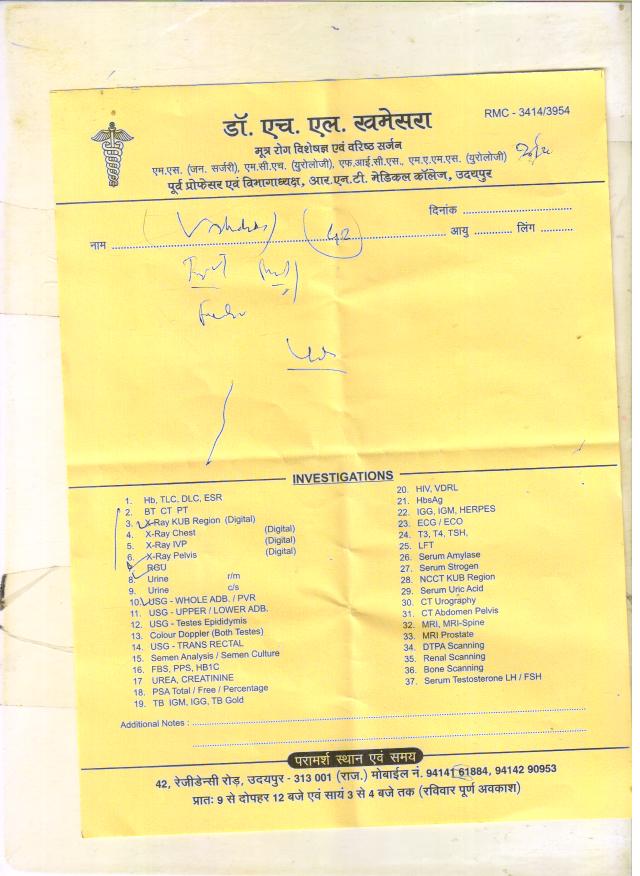 RMC - 3414/3954
डॉ. एच. एल. खमेसरा
मूत्र रोग विशेषज्ञ एवं वरिष्ठ सर्जन
एम.एस. (जन. सर्जरी), एम.सी.एच. (युरोलोजी), एफ.आई.सी.एस., एम.ए.एम.एस. (युरोलोजी)
पूर्व प्रोफेसर एवं विभागाध्यक्ष, आर.एन.टी. मेडिकल कॉलेज, उदयपुर
दिनांक
नाम 42 आयु लिंग
INVESTIGATIONS
1. Hb, TLC, DLC, ESR
2. BT CT PT
3. X-Ray KUB Region (Digital)
4. X-Ray Chest (Digital)
5. X-Ray IVP (Digital)
6. X-Ray Pelvis (Digital)
7. RGU
8. Urine r/m
9. Urine c/s
10. USG - WHOLE ADB. / PVR
11. USG - UPPER / LOWER ADB.
12. USG - Testes Epididymis
13. Colour Doppler (Both Testes)
14. USG - TRANS RECTAL
15. Semen Analysis / Semen Culture
16. FBS, PPS, HB1C
17. UREA, CREATININE
18. PSA Total / Free / Percentage
19. TB IGM, IGG, TB Gold
20. HIV, VDRL
21. HbsAg
22. IGG, IGM, HERPES
23. ECG / ECO
24. T3, T4, TSH,
25. LFT
26. Serum Amylase
27. Serum Strogen
28. NCCT KUB Region
29. Serum Uric Acid
30. CT Urography
31. CT Abdomen Pelvis
32. MRI, MRI-Spine
33. MRI Prostate
34. DTPA Scanning
35. Renal Scanning
36. Bone Scanning
37. Serum Testosterone LH / FSH
Additional Notes :
परामर्श स्थान एवं समय
42, रेजीडेन्सी रोड़, उदयपुर - 313 001 (राज.) मोबाईल नं. 94141 61884, 94142 90953
प्रातः 9 से दोपहर 12 बजे एवं सायं 3 से 4 बजे तक (रविवार पूर्ण अवकाश)